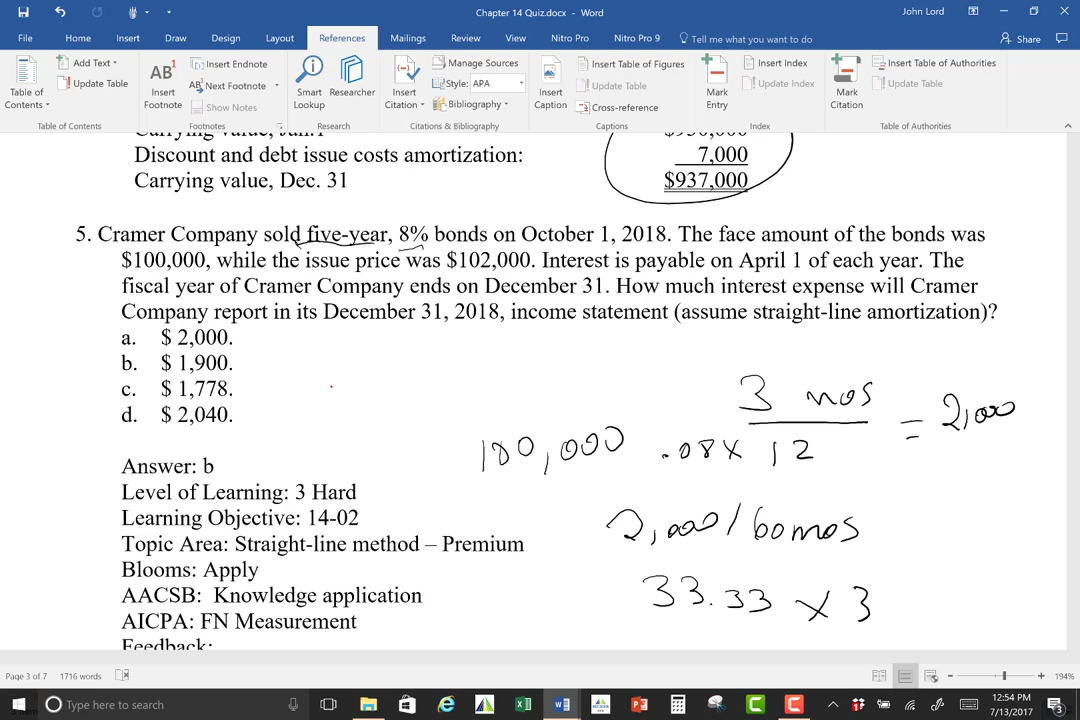 Chapter 14 Quiz.docx - Word
John Lord
File Home Insert Draw Design Layout References Mailings Review View Nitro Pro Nitro Pro 9 Tell me what you want to do Share
Table of Contents
Add Text
Update Table
Table of Contents
AB1
Insert Footnote
Insert Endnote
Next Footnote
Show Notes
Footnotes
Smart Lookup
Researcher
Research
Insert Citation
Manage Sources
Style: APA
Bibliography
Citations & Bibliography
Insert Caption
Insert Table of Figures
Update Table
Cross-reference
Captions
Mark Entry
Insert Index
Update Index
Index
Mark Citation
Insert Table of Authorities
Update Table
Table of Authorities
Discount and debt issue costs amortization: 7,000
Carrying value, Dec. 31 $937,000
5. Cramer Company sold five-year, 8% bonds on October 1, 2018. The face amount of the bonds was
$100,000, while the issue price was $102,000. Interest is payable on April 1 of each year. The
fiscal year of Cramer Company ends on December 31. How much interest expense will Cramer
Company report in its December 31, 2018, income statement (assume straight-line amortization)?
a. $ 2,000.
b. $ 1,900.
c. $ 1,778.
d. $ 2,040.
3 mos
100,000 .08 x 12 = 2,000
2,000 / 60 mos
33.33 x 3
Answer: b
Level of Learning: 3 Hard
Learning Objective: 14-02
Topic Area: Straight-line method – Premium
Blooms: Apply
AACSB: Knowledge application
AICPA: FN Measurement
Feedback:
Page 3 of 7 1716 words 194%
Type here to search
12:54 PM
7/13/2017